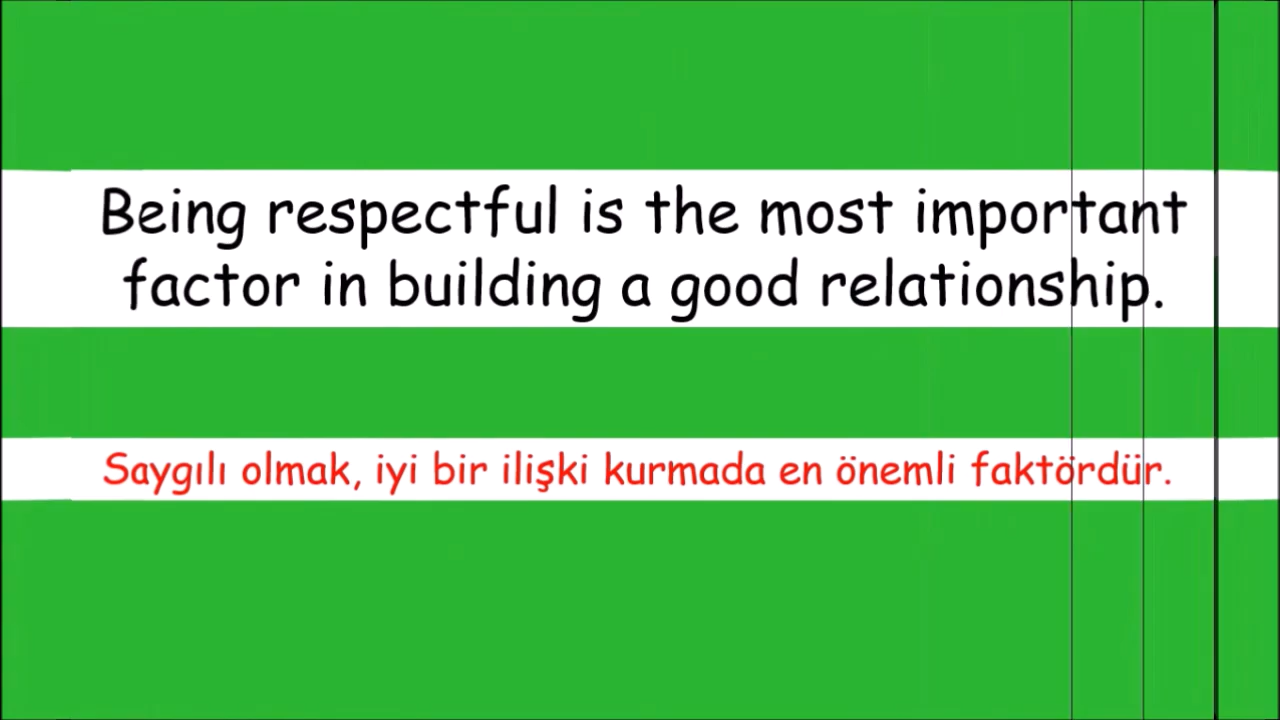 Being respectful is the most important
factor in building a good relationship.
Saygılı olmak, iyi bir ilişki kurmada en önemli faktördür.